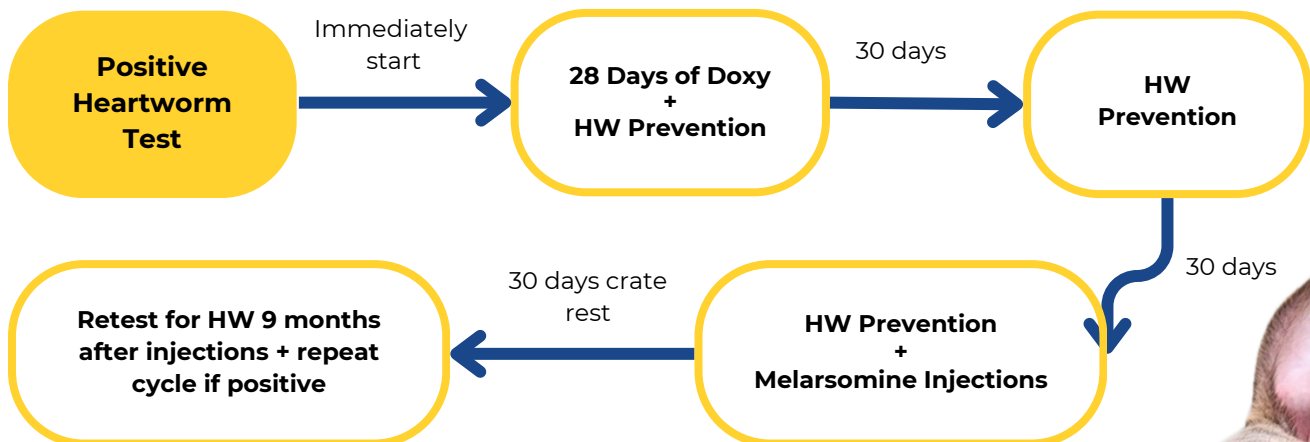 Positive
Heartworm
Test
Immediately
start
28 Days of Doxy
+
HW Prevention
30 days
HW
Prevention
30 days
HW Prevention
+
Melarsomine Injections
30 days crate
rest
Retest for HW 9 months
after injections + repeat
cycle if positive